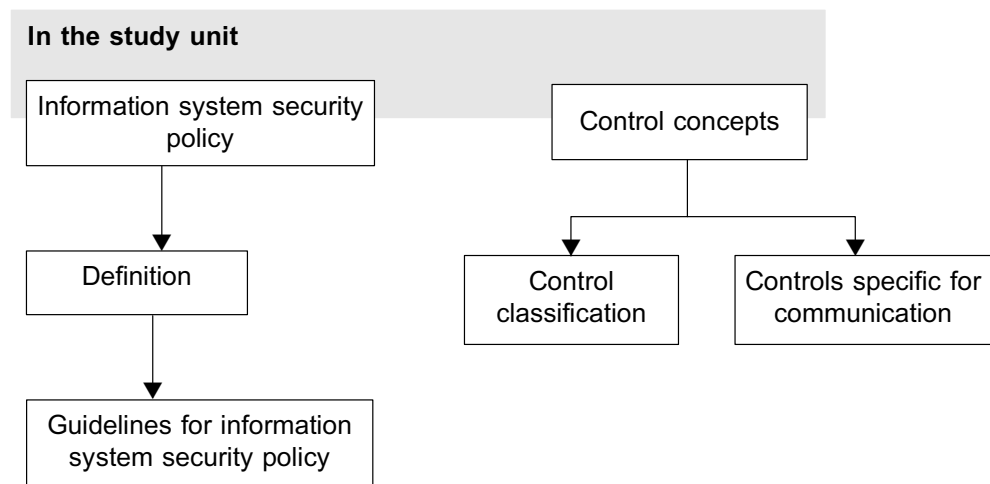 In the study unit
Information system security
policy
Control concepts
Definition
Control
classification
Controls specific for
communication
Guidelines for information
system security policy